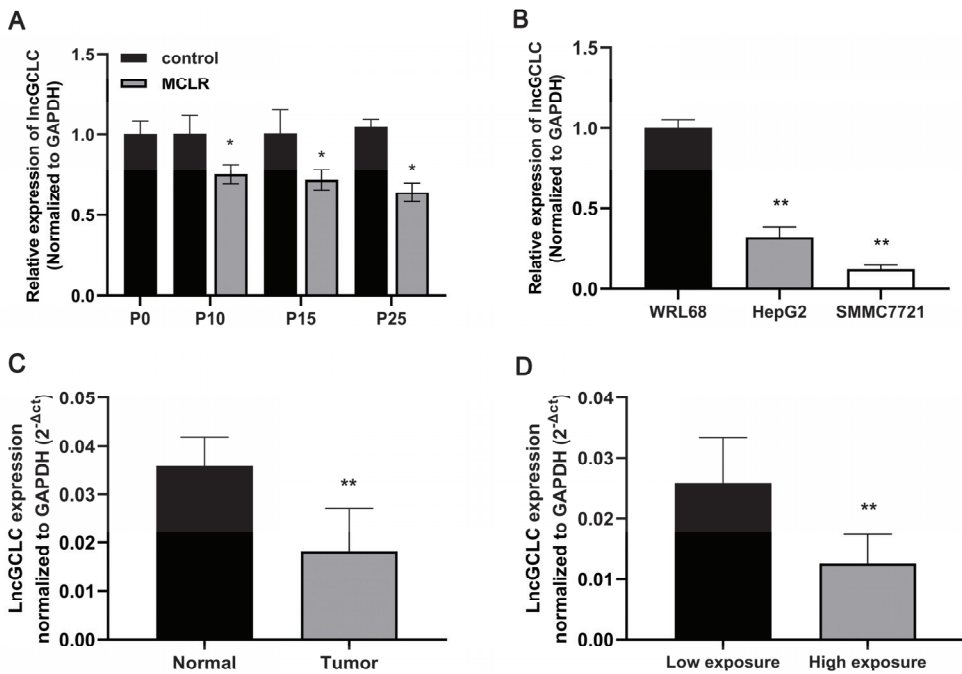 A
control
MCLR
Relative expression of lncGCLC
(Normalized to GAPDH)
1.5
1.0
0.5
0.0
*
*
*
P0
P10
P15
P25
B
Relative expression of lncGCLC
(Normalized to GAPDH)
1.5
1.0
0.5
0.0
**
**
WRL68
HepG2
SMMC7721
C
LncGCLC expression
normalized to GAPDH (2-Δct)
0.05
0.04
0.03
0.02
0.01
0.00
**
Normal
Tumor
D
LncGCLC expression
normalized to GAPDH (2-Δct)
0.04
0.03
0.02
0.01
0.00
**
Low exposure
High exposure